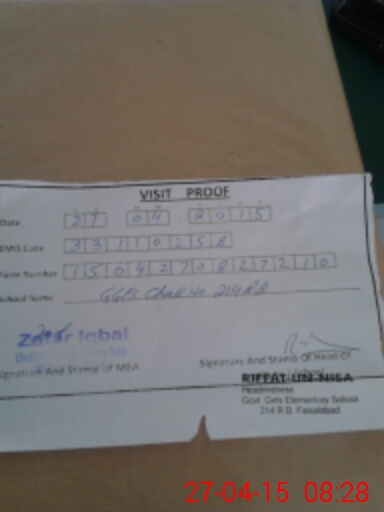 VISIT PROOF
Date 27 04 2015
EMIS Code 33110258
Number 15042708272210
School Name GGES Chak No 214 RB
Zafar Iqbal
Signature And Stamp of MEA
Signature And Stamp of Head Of
RIFFAT-UN-NISA
Headmistress
Govt Girls Elementary School
214 R.B Faisalabad
27-04-15 08:28